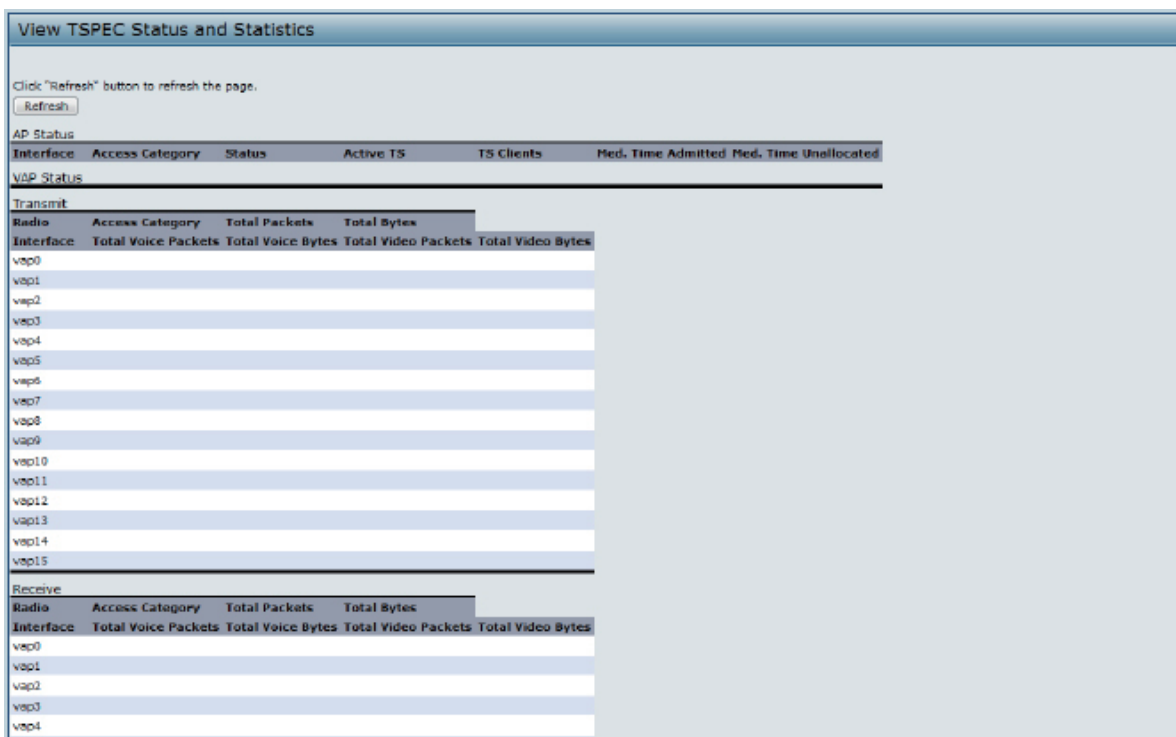 View TSPEC Status and Statistics
Click "Refresh" button to refresh the page.
Refresh
AP Status
Interface Access Category Status Active TS TS Clients Med. Time Admitted Med. Time Unallocated
VAP Status
Transmit
Radio Access Category Total Packets Total Bytes
Interface Total Voice Packets Total Voice Bytes Total Video Packets Total Video Bytes
vap0
vap1
vap2
vap3
vap4
vap5
vap6
vap7
vap8
vap9
vap10
vap11
vap12
vap13
vap14
vap15
Receive
Radio Access Category Total Packets Total Bytes
Interface Total Voice Packets Total Voice Bytes Total Video Packets Total Video Bytes
vap0
vap1
vap2
vap3
vap4